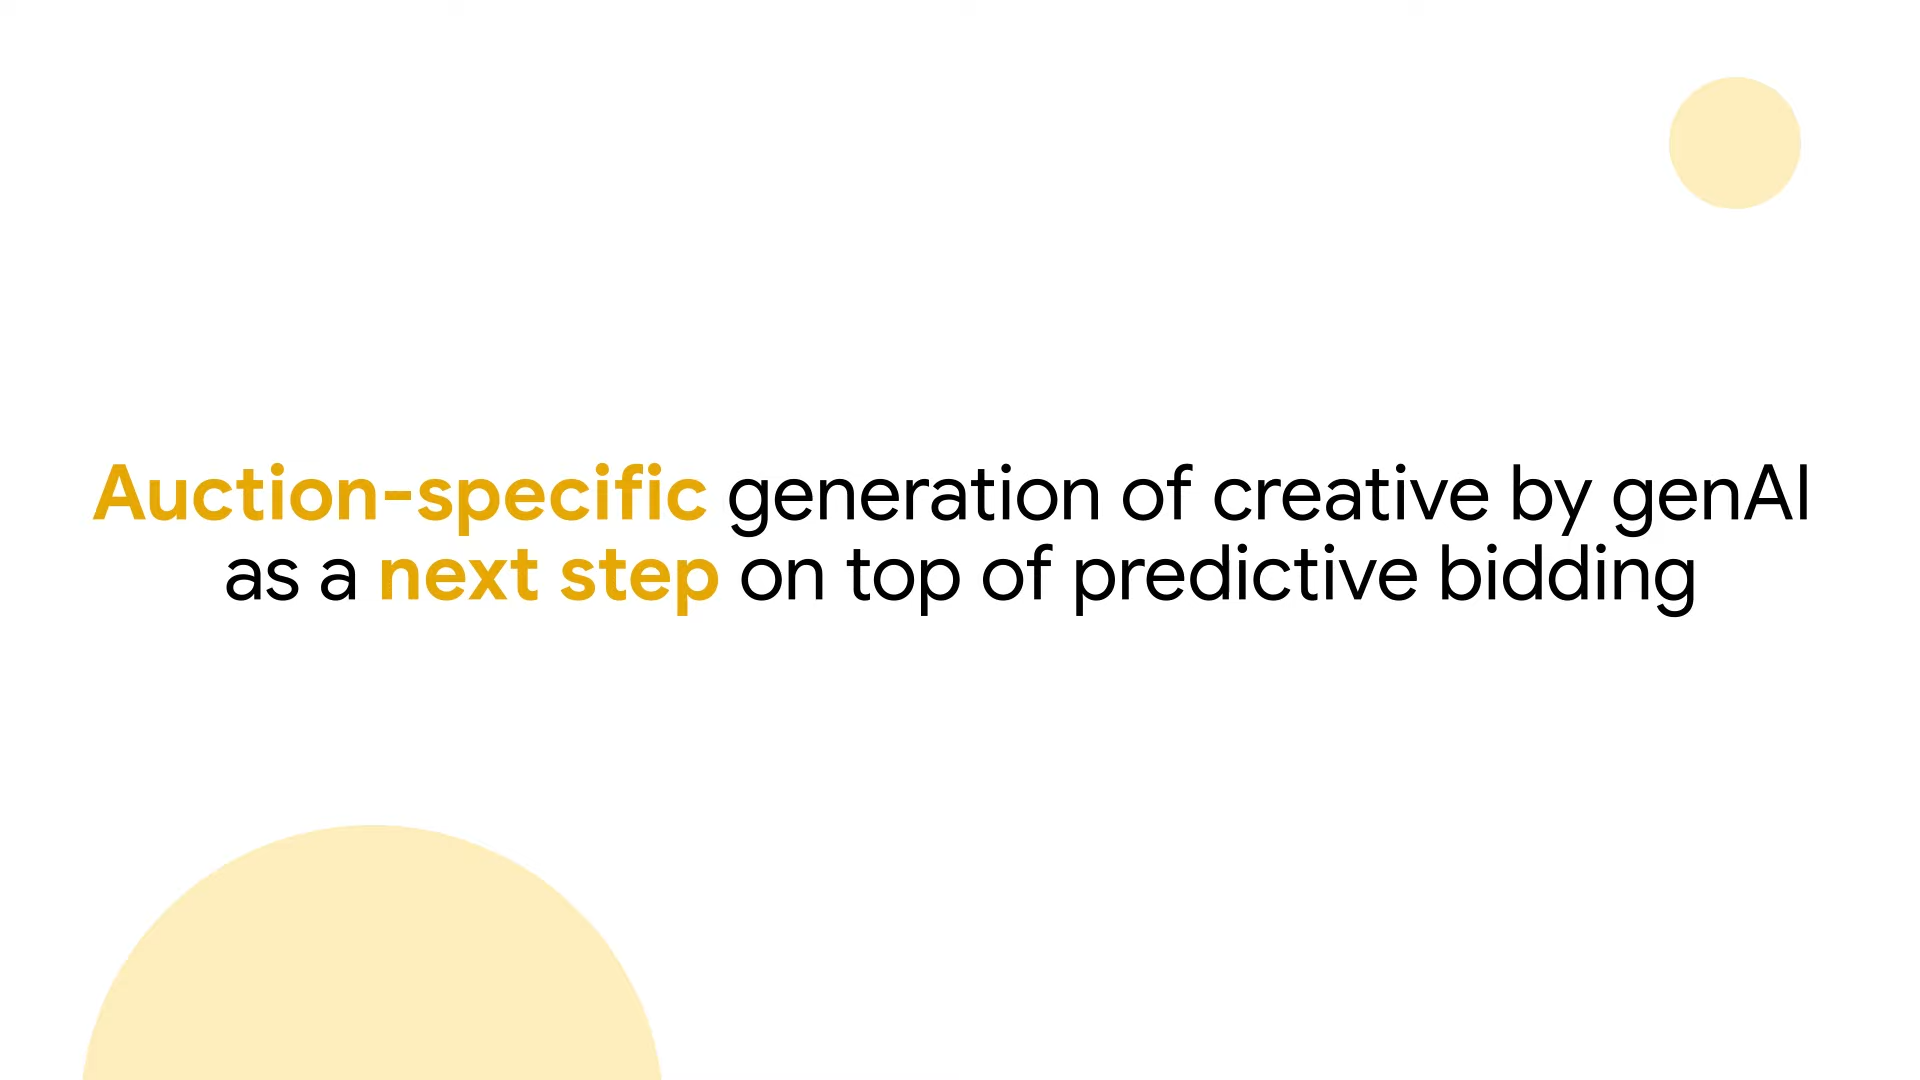 Auction-specific generation of creative by genAI
as a next step on top of predictive bidding